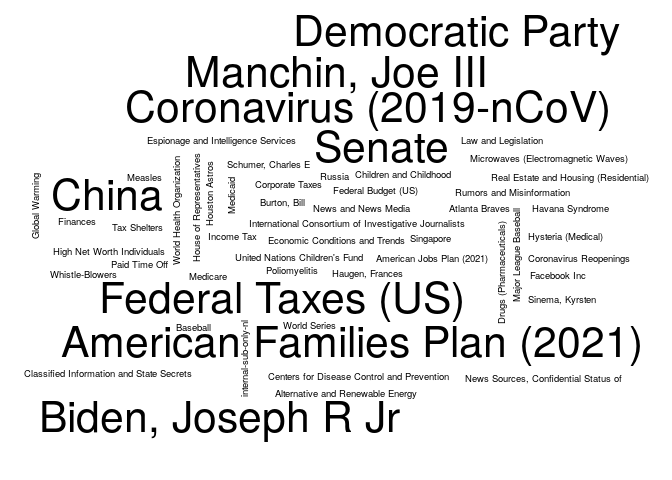 Democratic Party
Manchin, Joe III
Coronavirus (2019-nCoV)
Espionage and Intelligence Services
Senate
Law and Legislation
Microwaves (Electromagnetic Waves)
Schumer, Charles E
Measles
Russia
Children and Childhood
Real Estate and Housing (Residential)
Global Warming
China
World Health Organization
House of Representatives
Houston Astros
Medicaid
Corporate Taxes
Federal Budget (US)
Rumors and Misinformation
Burton, Bill
News and News Media
Atlanta Braves
Havana Syndrome
Finances
Tax Shelters
International Consortium of Investigative Journalists
Income Tax
Economic Conditions and Trends
Singapore
Drugs (Pharmaceuticals)
Major League Baseball
Hysteria (Medical)
High Net Worth Individuals
United Nations Children's Fund
American Jobs Plan (2021)
Coronavirus Reopenings
Paid Time Off
Whistle-Blowers
Medicare
Poliomyelitis
Haugen, Frances
Facebook Inc
Federal Taxes (US)
Sinema, Kyrsten
Baseball
internal-sub-only-nl
World Series
American Families Plan (2021)
Classified Information and State Secrets
Centers for Disease Control and Prevention
News Sources, Confidential Status of
Alternative and Renewable Energy
Biden, Joseph R Jr